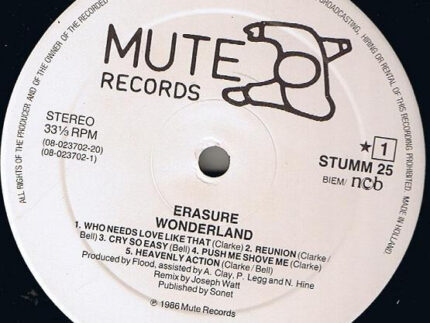 ALL RIGHTS OF THE PRODUCER AND OF THE OWNER OF THE RECORDED
BROADCASTING, HIRING OR RENTAL OF THIS RECORDING PROHIBITED. MADE IN HOLLAND.
MUTE
RECORDS
STEREO
33⅓ RPM
(08-023702-20)
(08-023702-1)
★ 1
STUMM 25
BIEM/ ncb
ERASURE
WONDERLAND
1. WHO NEEDS LOVE LIKE THAT (Clarke) 2. REUNION (Clarke/
Bell) 3. CRY SO EASY (Bell) 4. PUSH ME SHOVE ME (Clarke/
Bell) 5. HEAVENLY ACTION (Clarke/Bell)
Produced by Flood, assisted by A. Clay, P. Legg and N. Hine
Remix by Joseph Watt
Published by Sonet
℗ 1986 Mute Records